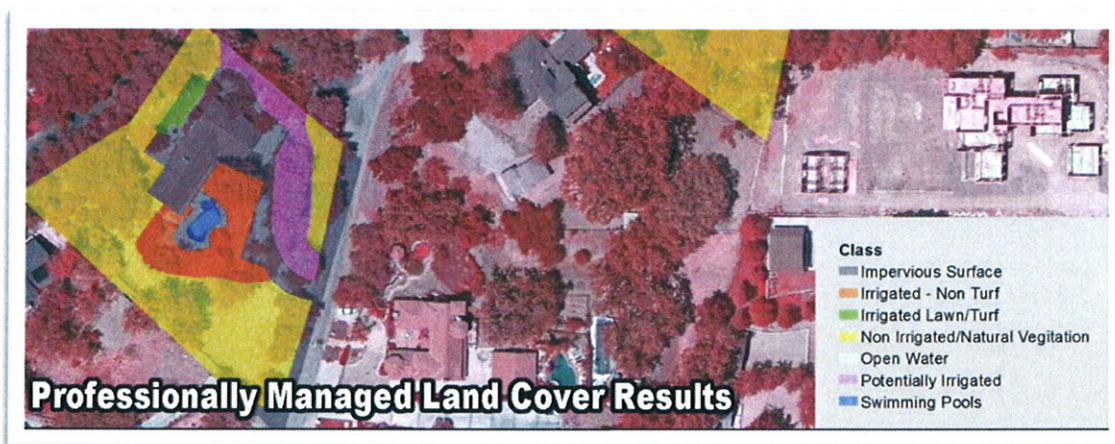 Class
Impervious Surface
Irrigated - Non Turf
Irrigated Lawn/Turf
Non Irrigated/Natural Vegitation
Open Water
Potentially Irrigated
Swimming Pools
Professionally Managed Land Cover Results